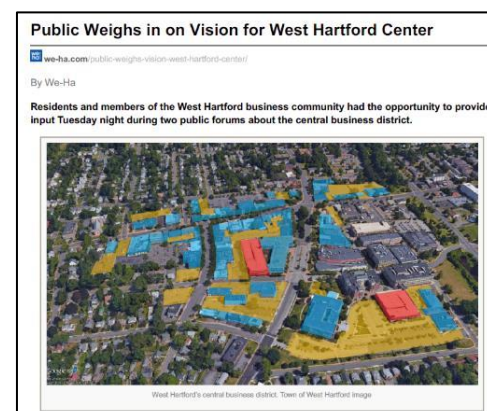 Public Weighs in on Vision for West Hartford Center
we-ha.com/public-weighs-vision-west-hartford-center/
By We-Ha
Residents and members of the West Hartford business community had the opportunity to provide
input Tuesday night during two public forums about the central business district.
West Hartford's central business district. Town of West Hartford image